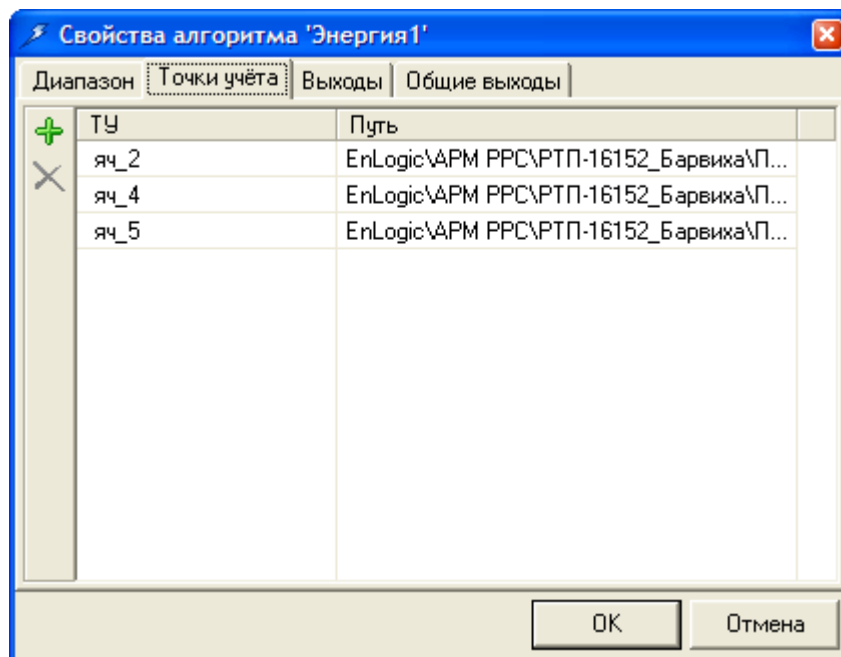 Свойства алгоритма 'Энергия1'
Диапазон Точки учёта Выходы Общие выходы
ТУ Путь
яч_2 EnLogic\АРМ РРС\РТП-16152_Барвиха\П...
яч_4 EnLogic\АРМ РРС\РТП-16152_Барвиха\П...
яч_5 EnLogic\АРМ РРС\РТП-16152_Барвиха\П...
OK Отмена